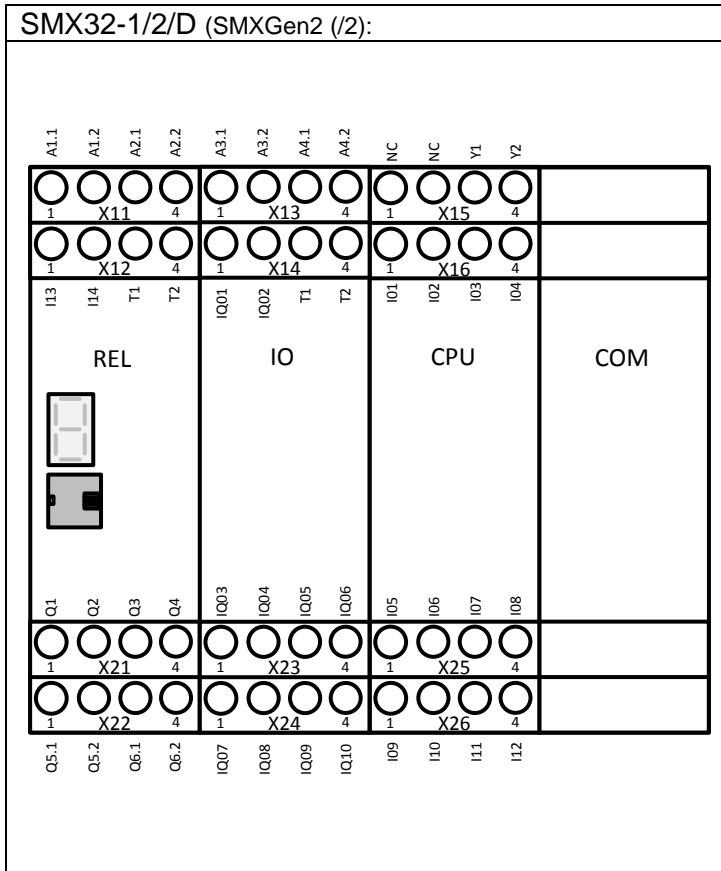 SMX32-1/2/D (SMXGen2 (/2):
A1.1 A1.2 A2.1 A2.2 A3.1 A3.2 A4.1 A4.2 NC NC Y1 Y2
1 X11 4 1 X13 4 1 X15 4
1 X12 4 1 X14 4 1 X16 4
I13 I14 T1 T2 IQ01 IQ02 T1 T2 I01 I02 I03 I04
REL IO CPU COM
Q1 Q2 Q3 Q4 IQ03 IQ04 IQ05 IQ06 I05 I06 I07 I08
1 X21 4 1 X23 4 1 X25 4
1 X22 4 1 X24 4 1 X26 4
Q5.1 Q5.2 Q6.1 Q6.2 IQ07 IQ08 IQ09 IQ10 I09 I10 I11 I12